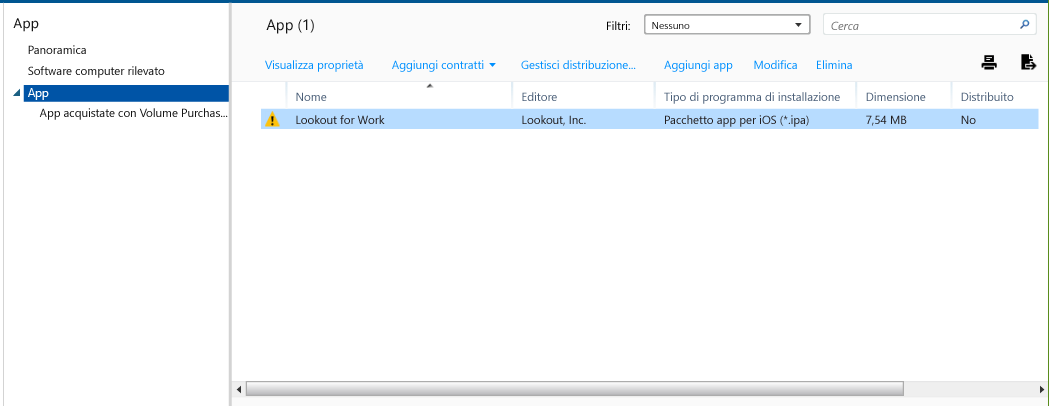 App
Panoramica
Software computer rilevato
App
App acquistate con Volume Purchas...
App (1)
Filtri: Nessuno Cerca
Visualizza proprietà Aggiungi contratti Gestisci distribuzione... Aggiungi app Modifica Elimina
Nome Editore Tipo di programma di installazione Dimensione Distribuito
Lookout for Work Lookout, Inc. Pacchetto app per iOS (*.ipa) 7,54 MB No